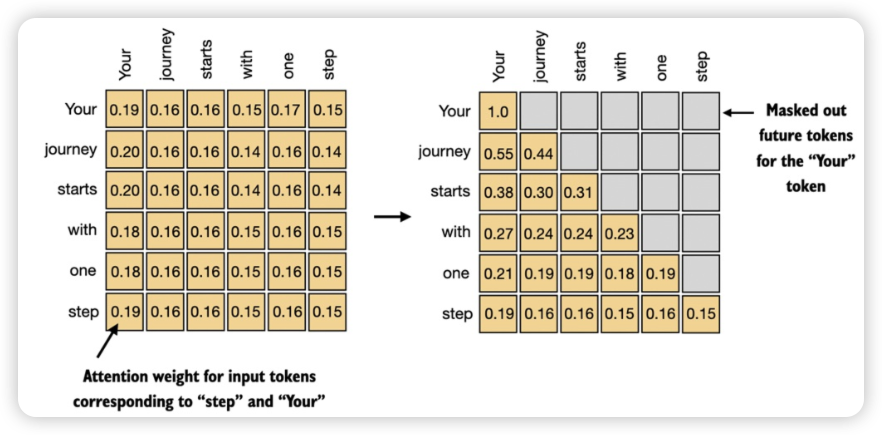 Your journey starts with one step
Your 0.19 0.16 0.16 0.15 0.17 0.15
journey 0.20 0.16 0.16 0.14 0.16 0.14
starts 0.20 0.16 0.16 0.14 0.16 0.14
with 0.18 0.16 0.16 0.15 0.16 0.15
one 0.18 0.16 0.16 0.15 0.16 0.15
step 0.19 0.16 0.16 0.15 0.16 0.15
Attention weight for input tokens
corresponding to “step” and “Your”
Your journey starts with one step
Your 1.0
journey 0.55 0.44
starts 0.38 0.30 0.31
with 0.27 0.24 0.24 0.23
one 0.21 0.19 0.19 0.18 0.19
step 0.19 0.16 0.16 0.15 0.16 0.15
Masked out
future tokens
for the “Your”
token